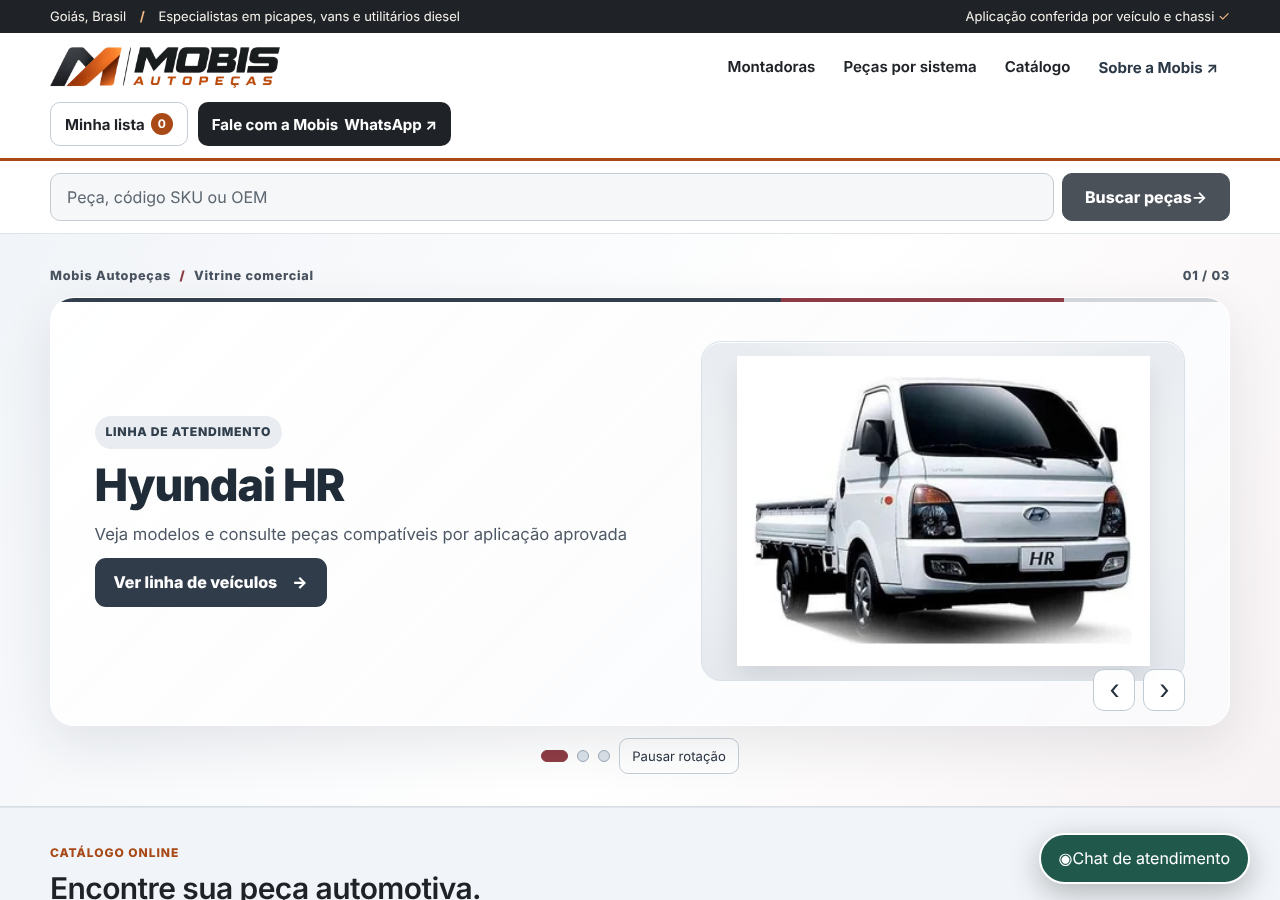 Goiás, Brasil / Especialistas em picapes, vans e utilitários diesel
Aplicação conferida por veículo e chassi ✓
MOBIS
AUTOPEÇAS
Montadoras
Peças por sistema
Catálogo
Sobre a Mobis ↗
Minha lista 0
Fale com a Mobis WhatsApp ↗
Peça, código SKU ou OEM
Buscar peças→
Mobis Autopeças / Vitrine comercial
01 / 03
LINHA DE ATENDIMENTO
Hyundai HR
Veja modelos e consulte peças compatíveis por aplicação aprovada
Ver linha de veículos →
HR
‹ ›
Pausar rotação
CATÁLOGO ONLINE
Encontre sua peça automotiva.
◉Chat de atendimento